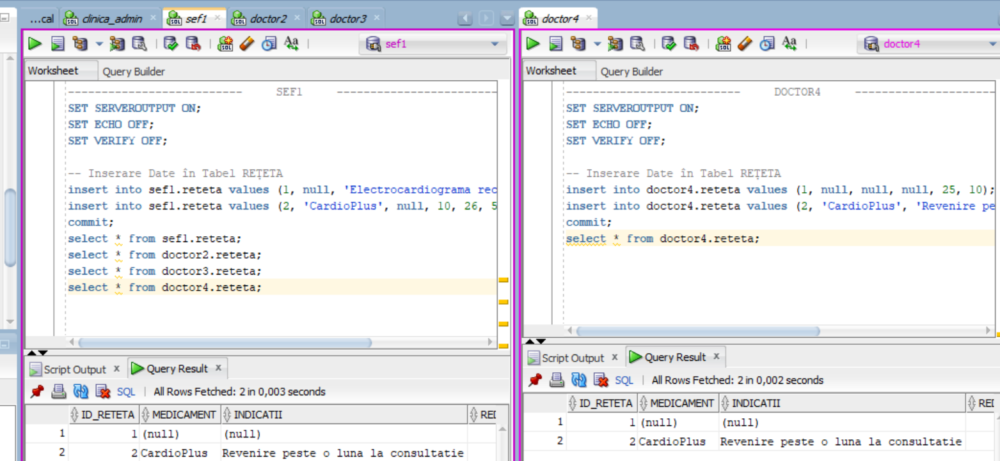 ...cal clinica_admin sef1 doctor2 doctor3
sef1
Worksheet Query Builder
-------------------------- SEF1 ------------------------
SET SERVEROUTPUT ON;
SET ECHO OFF;
SET VERIFY OFF;
-- Inserare Date în Tabel REȚETA
insert into sef1.reteta values (1, null, 'Electrocardiograma rec
insert into sef1.reteta values (2, 'CardioPlus', null, 10, 26, 5
commit;
select * from sef1.reteta;
select * from doctor2.reteta;
select * from doctor3.reteta;
select * from doctor4.reteta;
Script Output x Query Result x
SQL | All Rows Fetched: 2 in 0,003 seconds
ID_RETETA MEDICAMENT INDICATII REI
1 1 (null) (null)
2 2 CardioPlus Revenire peste o luna la consultatie
doctor4
doctor4
Worksheet Query Builder
-------------------------- DOCTOR4 ---------------------
SET SERVEROUTPUT ON;
SET ECHO OFF;
SET VERIFY OFF;
-- Inserare Date în Tabel REȚETA
insert into doctor4.reteta values (1, null, null, null, 25, 10);
insert into doctor4.reteta values (2, 'CardioPlus', 'Revenire pe
commit;
select * from doctor4.reteta;
Script Output x Query Result x
SQL | All Rows Fetched: 2 in 0,002 seconds
ID_RETETA MEDICAMENT INDICATII REI
1 1 (null) (null)
2 2 CardioPlus Revenire peste o luna la consultatie